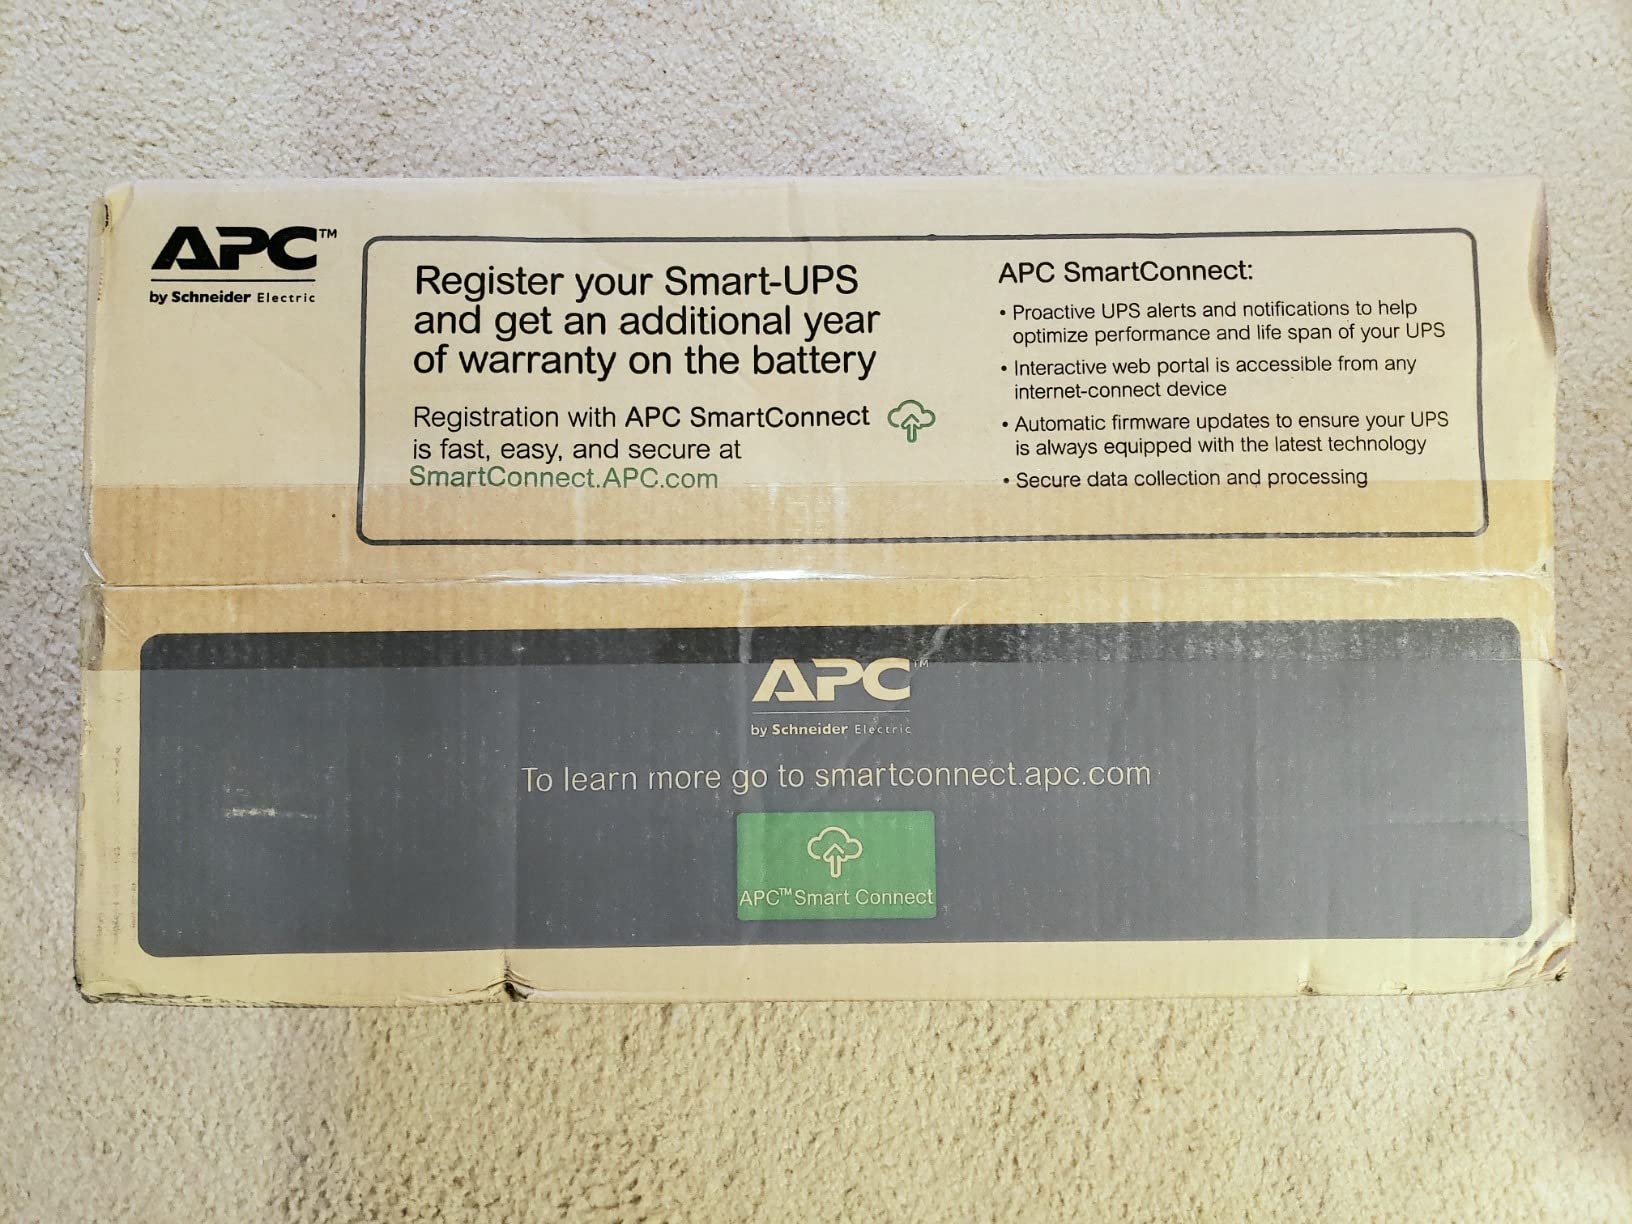 APC™
by Schneider Electric
Register your Smart-UPS
and get an additional year
of warranty on the battery
Registration with APC SmartConnect
is fast, easy, and secure at
SmartConnect.APC.com
APC SmartConnect:
• Proactive UPS alerts and notifications to help
optimize performance and life span of your UPS
• Interactive web portal is accessible from any
internet-connect device
• Automatic firmware updates to ensure your UPS
is always equipped with the latest technology
• Secure data collection and processing
APC™
by Schneider Electric
To learn more go to smartconnect.apc.com
APC™ Smart Connect